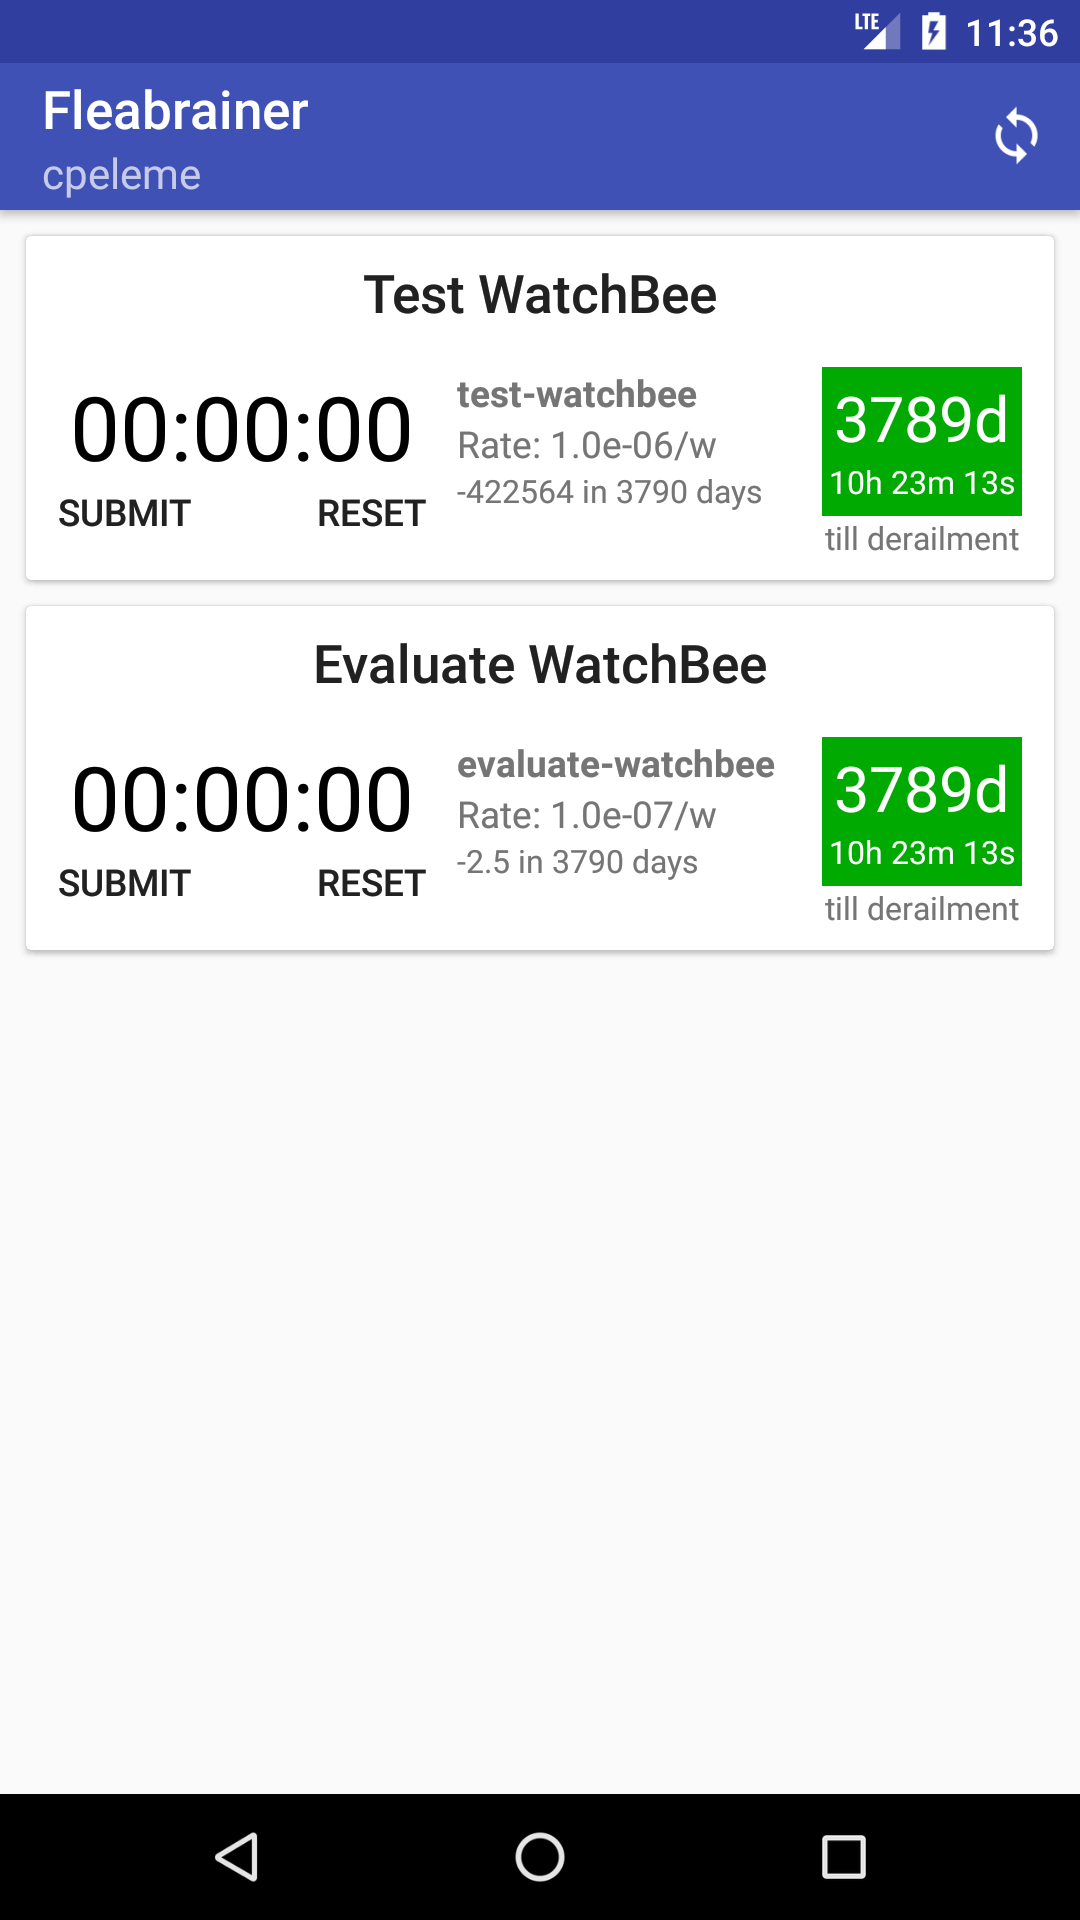 LTE 11:36
Fleabrainer
cpeleme
Test WatchBee
00:00:00
SUBMIT RESET
test-watchbee
Rate: 1.0e-06/w
-422564 in 3790 days
3789d
10h 23m 13s
till derailment
Evaluate WatchBee
00:00:00
SUBMIT RESET
evaluate-watchbee
Rate: 1.0e-07/w
-2.5 in 3790 days
3789d
10h 23m 13s
till derailment